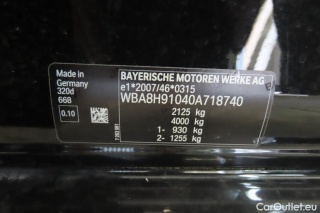 Made in
Germany
320d
668
0.10
BAYERISCHE MOTOREN WERKE AG
e1*2007/46*0315
WBA8H91040A718740
2125 kg
4000 kg
1- 930 kg
2- 1255 kg
CarOutlet.eu